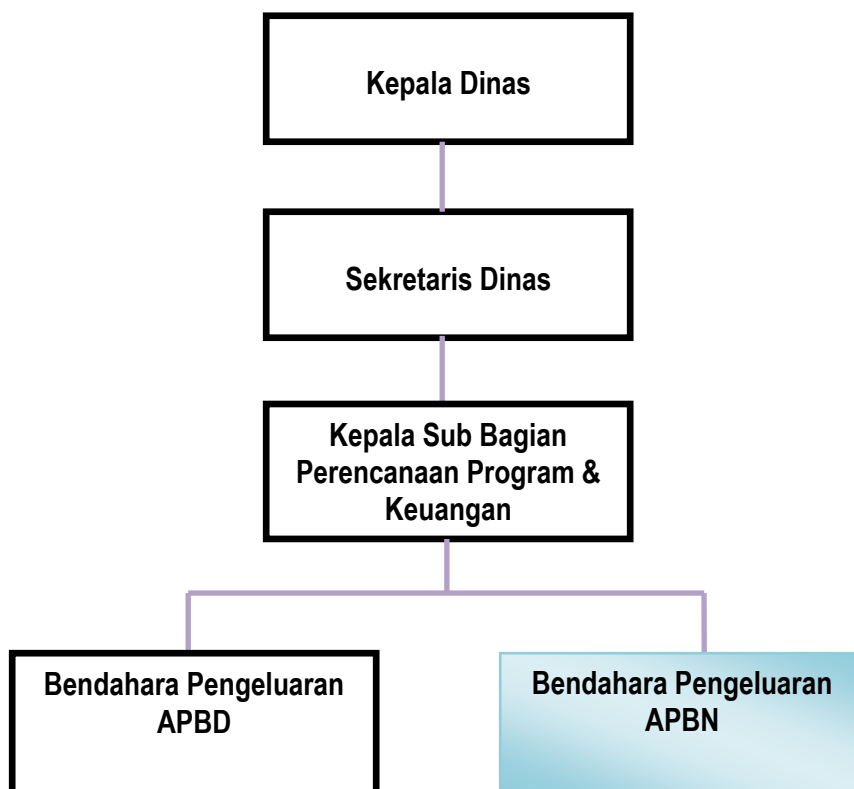 Kepala Dinas
Sekretaris Dinas
Kepala Sub Bagian
Perencanaan Program &
Keuangan
Bendahara Pengeluaran
APBD
Bendahara Pengeluaran
APBN